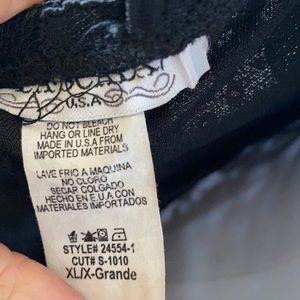 U.S.A
DO NOT BLEACH
HANG OR LINE DRY
MADE IN U.S.A FROM
IMPORTED MATERIALS
LAVE FRIC A MAQUINA
NO CLORO
SECAR COLGADO
HECHO EN E.U.A CON
MATERIALES IMPORTADOS
STYLE# 24554-1
CUT# S-1010
XL/X-Grande